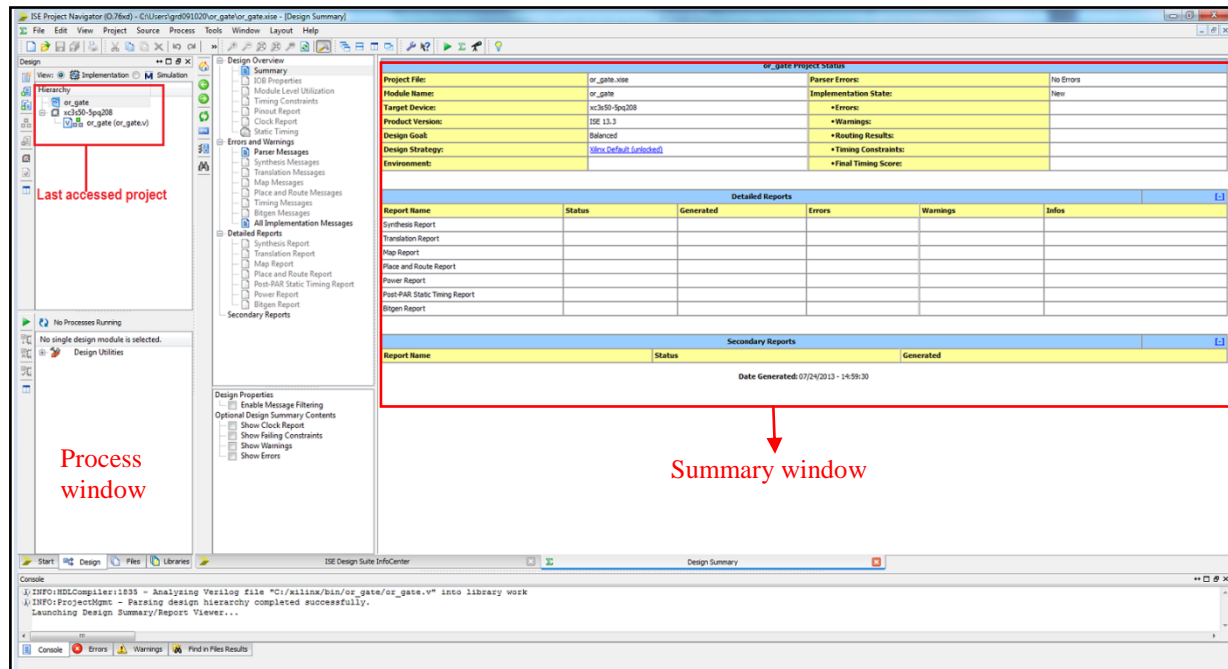 ISE Project Navigator (O.76xd) - C:\Users\grd091020\or_gate\or_gate.xise - [Design Summary]
File Edit View Project Source Process Tools Window Layout Help
Design
View: Implementation Simulation
Hierarchy
or_gate
xc3s50-5pq208
or_gate (or_gate.v)
Last accessed project
No Processes Running
No single design module is selected.
Design Utilities
Process
window
Start Design Files Libraries
Design Overview
Summary
IOB Properties
Module Level Utilization
Timing Constraints
Pinout Report
Clock Report
Static Timing
Errors and Warnings
Parser Messages
Synthesis Messages
Translation Messages
Map Messages
Place and Route Messages
Timing Messages
Bitgen Messages
All Implementation Messages
Detailed Reports
Synthesis Report
Translation Report
Map Report
Place and Route Report
Post-PAR Static Timing Report
Power Report
Bitgen Report
Secondary Reports
Design Properties
Enable Message Filtering
Optional Design Summary Contents
Show Clock Report
Show Failing Constraints
Show Warnings
Show Errors
or_gate Project Status
Project File: or_gate.xise Parser Errors: No Errors
Module Name: or_gate Implementation State: New
Target Device: xc3s50-5pq208 •Errors:
Product Version: ISE 13.3 •Warnings:
Design Goal: Balanced •Routing Results:
Design Strategy: Xilinx Default (unlocked) •Timing Constraints:
Environment: •Final Timing Score:
Detailed Reports [-]
Report Name Status Generated Errors Warnings Infos
Synthesis Report
Translation Report
Map Report
Place and Route Report
Power Report
Post-PAR Static Timing Report
Bitgen Report
Secondary Reports [-]
Report Name Status Generated
Date Generated: 07/24/2013 - 14:59:30
Summary window
ISE Design Suite InfoCenter Design Summary
Console
INFO:HDLCompiler:1835 - Analyzing Verilog file "C:/xilinx/bin/or_gate/or_gate.v" into library work
INFO:ProjectMgmt - Parsing design hierarchy completed successfully.
Launching Design Summary/Report Viewer...
Console Errors Warnings Find in Files Results